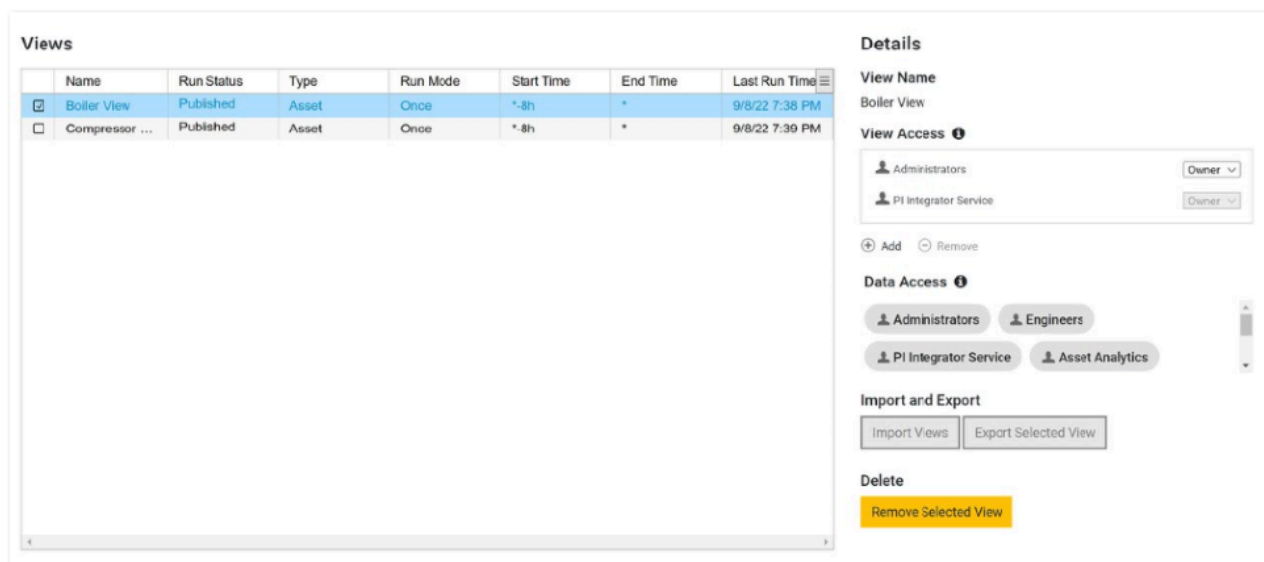 Views
Name Run Status Type Run Mode Start Time End Time Last Run Time
Boiler View Published Asset Once *-8h * 9/8/22 7:38 PM
Compressor ... Published Asset Once *-8h * 9/8/22 7:39 PM
Details
View Name
Boiler View
View Access
Administrators Owner
PI Integrator Service Owner
Add Remove
Data Access
Administrators Engineers
PI Integrator Service Asset Analytics
Import and Export
Import Views Export Selected View
Delete
Remove Selected View